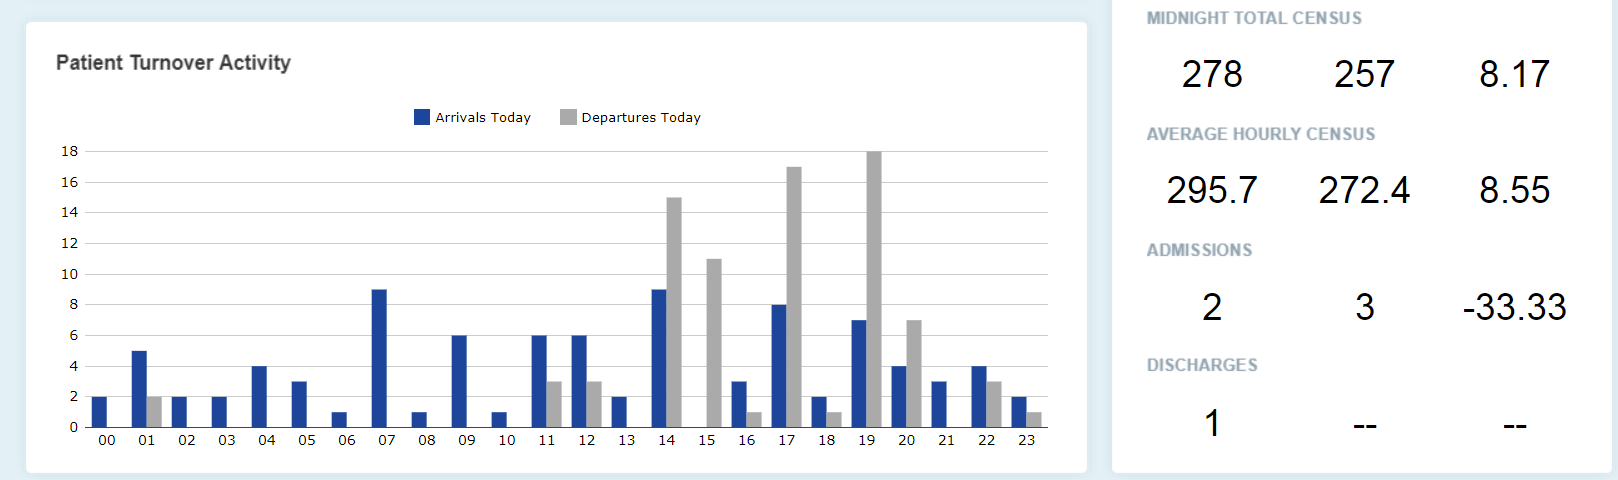 Patient Turnover Activity
Arrivals Today Departures Today
18
16
14
12
10
8
6
4
2
0
00 01 02 03 04 05 06 07 08 09 10 11 12 13 14 15 16 17 18 19 20 21 22 23
MIDNIGHT TOTAL CENSUS
278 257 8.17
AVERAGE HOURLY CENSUS
295.7 272.4 8.55
ADMISSIONS
2 3 -33.33
DISCHARGES
1 -- --